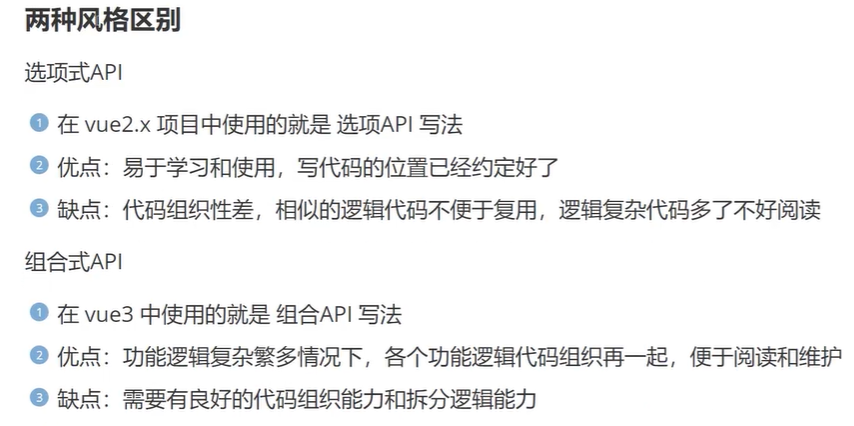 两种风格区别
选项式API
1 在 vue2.x 项目中使用的就是 选项API 写法
2 优点：易于学习和使用，写代码的位置已经约定好了
3 缺点：代码组织性差，相似的逻辑代码不便于复用，逻辑复杂代码多了不好阅读
组合式API
1 在 vue3 中使用的就是 组合API 写法
2 优点：功能逻辑复杂繁多情况下，各个功能逻辑代码组织再一起，便于阅读和维护
3 缺点：需要有良好的代码组织能力和拆分逻辑能力